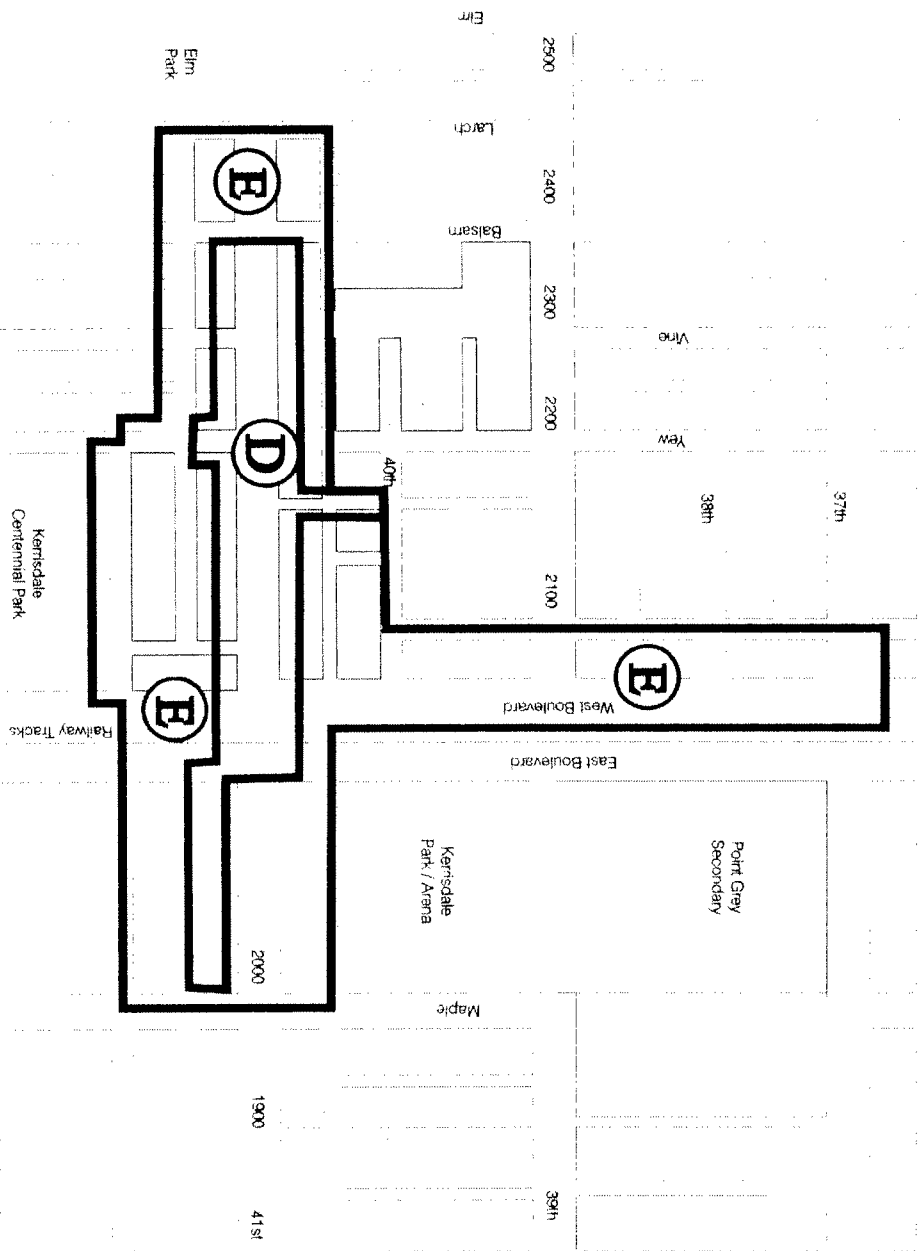 Elm
2500
Elm
Park
Larch
2400
E
Balsam
2300
Vine
2200
Yew
D
40th
38th
37th
Kerrisdale
Centennial Park
2100
E
West Boulevard
E
Railway Tracks
East Boulevard
Kerrisdale
Park / Arena
Point Grey
Secondary
2000
Maple
1900
39th
41st